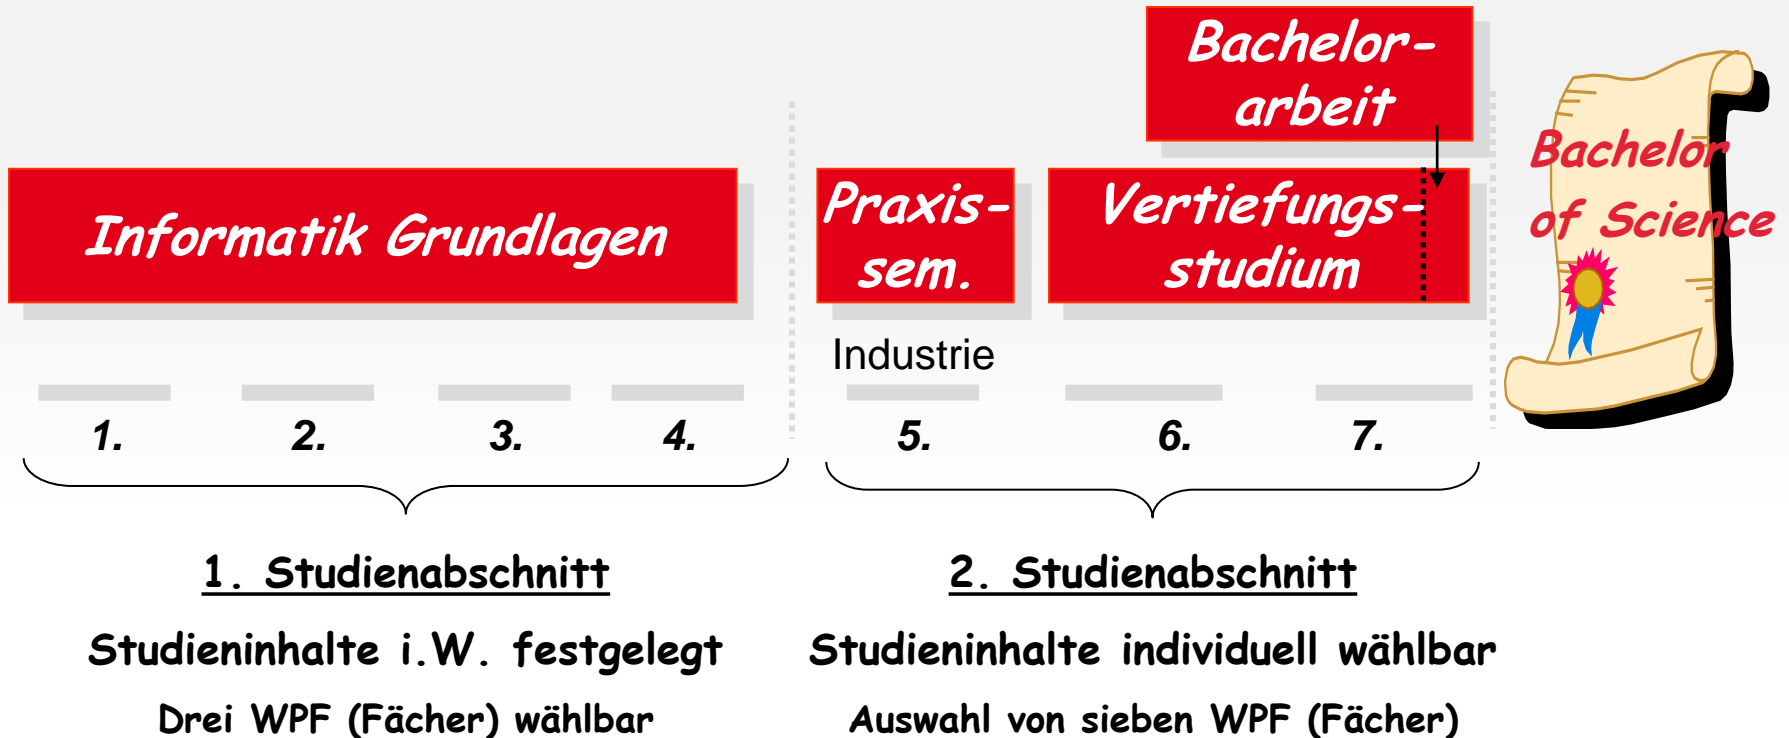 Bachelor-
arbeit
Informatik Grundlagen
Praxis-
sem.
Vertiefungs-
studium
Bachelor
of Science
Industrie
1. 2. 3. 4. 5. 6. 7.
1. Studienabschnitt
Studieninhalte i.W. festgelegt
Drei WPF (Fächer) wählbar
2. Studienabschnitt
Studieninhalte individuell wählbar
Auswahl von sieben WPF (Fächer)